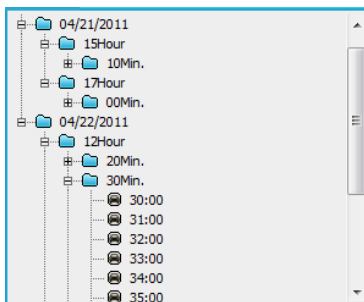 04/21/2011
15Hour
10Min.
17Hour
00Min.
04/22/2011
12Hour
20Min.
30Min.
30:00
31:00
32:00
33:00
34:00
35:00